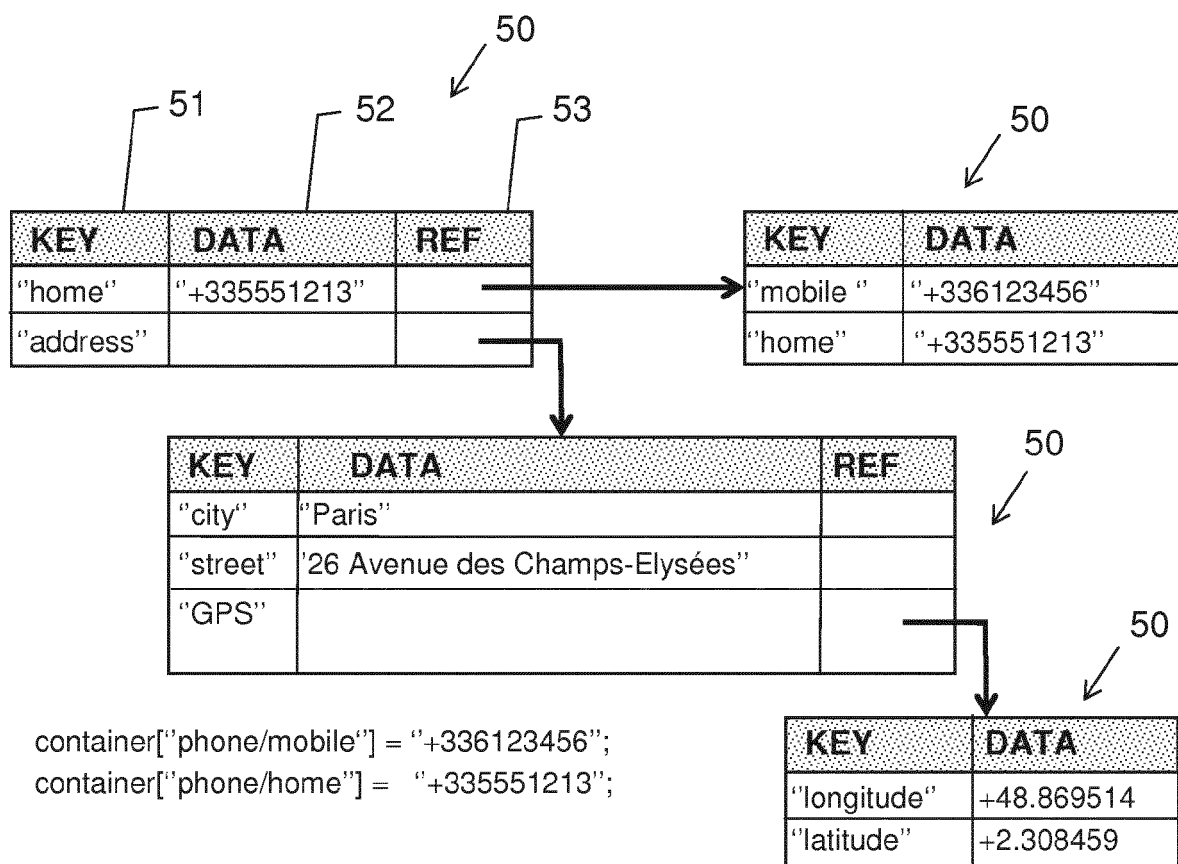 50
51 52 53
50
KEY DATA REF
‘’home‘’ ‘’+335551213’’
‘’address’’
KEY DATA
‘’mobile ‘’ ‘’+336123456’’
‘’home’’ ‘’+335551213’’
50
KEY DATA REF
‘’city‘’ ‘’Paris’’
‘’street’’ ‘26 Avenue des Champs-Elysées’’
‘’GPS’’
50
container[‘’phone/mobile‘’] = ‘’+336123456’’;
container[‘’phone/home’’] = ‘’+335551213’’;
KEY DATA
‘’longitude‘’ +48.869514
‘’latitude’’ +2.308459